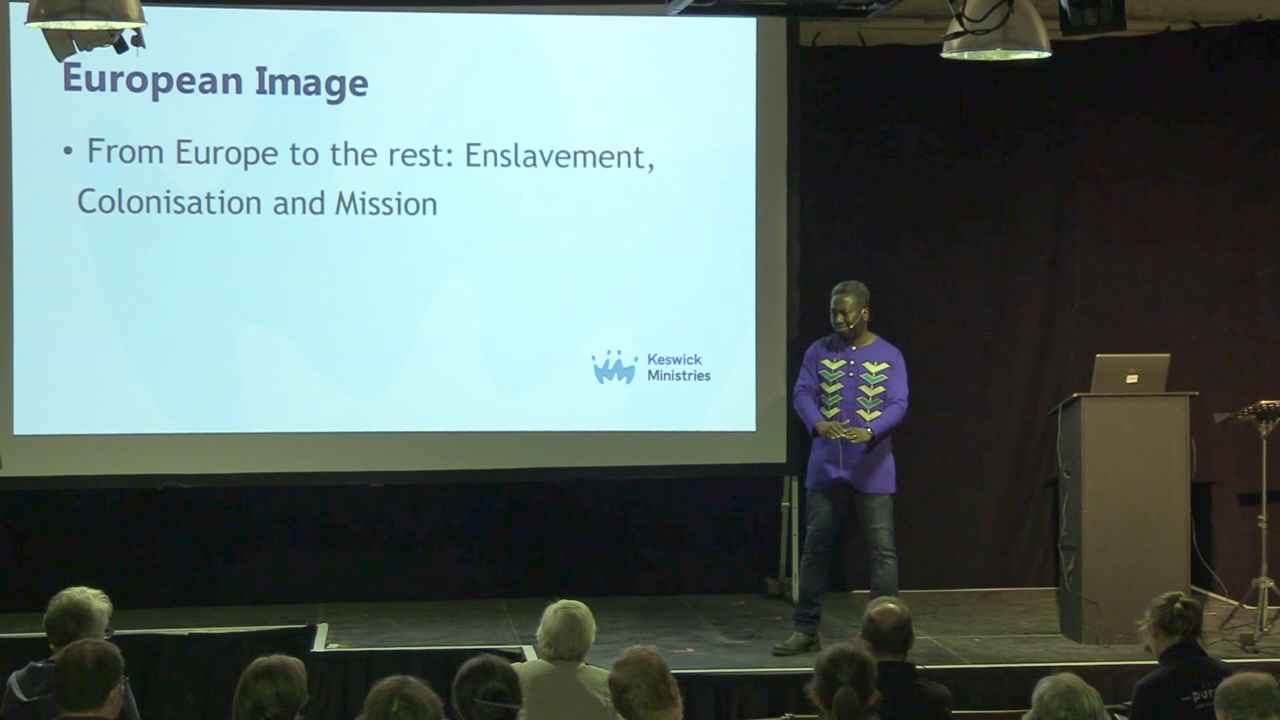 European Image
• From Europe to the rest: Enslavement,
Colonisation and Mission
Keswick
Ministries